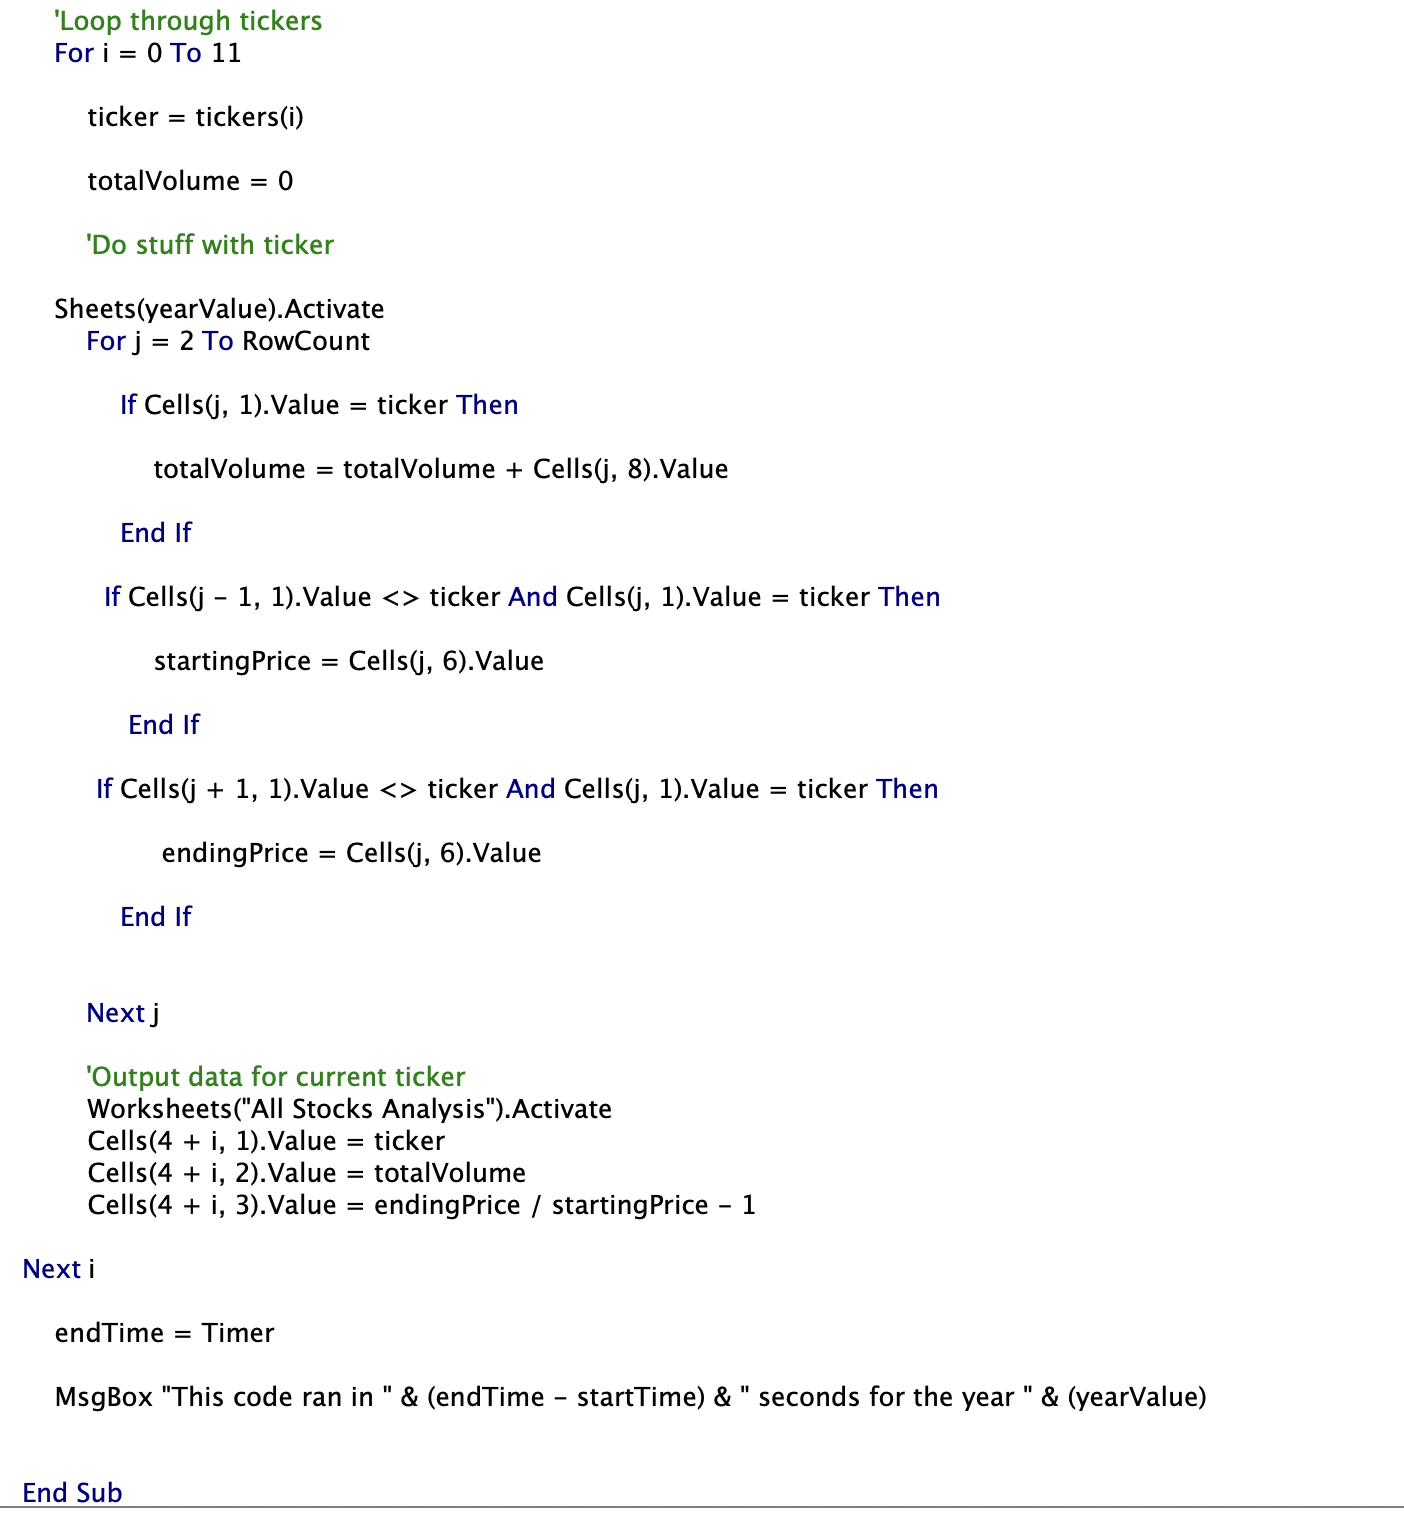 'Loop through tickers
For i = 0 To 11
ticker = tickers(i)
totalVolume = 0
'Do stuff with ticker
Sheets(yearValue).Activate
For j = 2 To RowCount
If Cells(j, 1).Value = ticker Then
totalVolume = totalVolume + Cells(j, 8).Value
End If
If Cells(j - 1, 1).Value <> ticker And Cells(j, 1).Value = ticker Then
startingPrice = Cells(j, 6).Value
End If
If Cells(j + 1, 1).Value <> ticker And Cells(j, 1).Value = ticker Then
endingPrice = Cells(j, 6).Value
End If
Next j
'Output data for current ticker
Worksheets("All Stocks Analysis").Activate
Cells(4 + i, 1).Value = ticker
Cells(4 + i, 2).Value = totalVolume
Cells(4 + i, 3).Value = endingPrice / startingPrice - 1
Next i
endTime = Timer
MsgBox "This code ran in " & (endTime - startTime) & " seconds for the year " & (yearValue)
End Sub